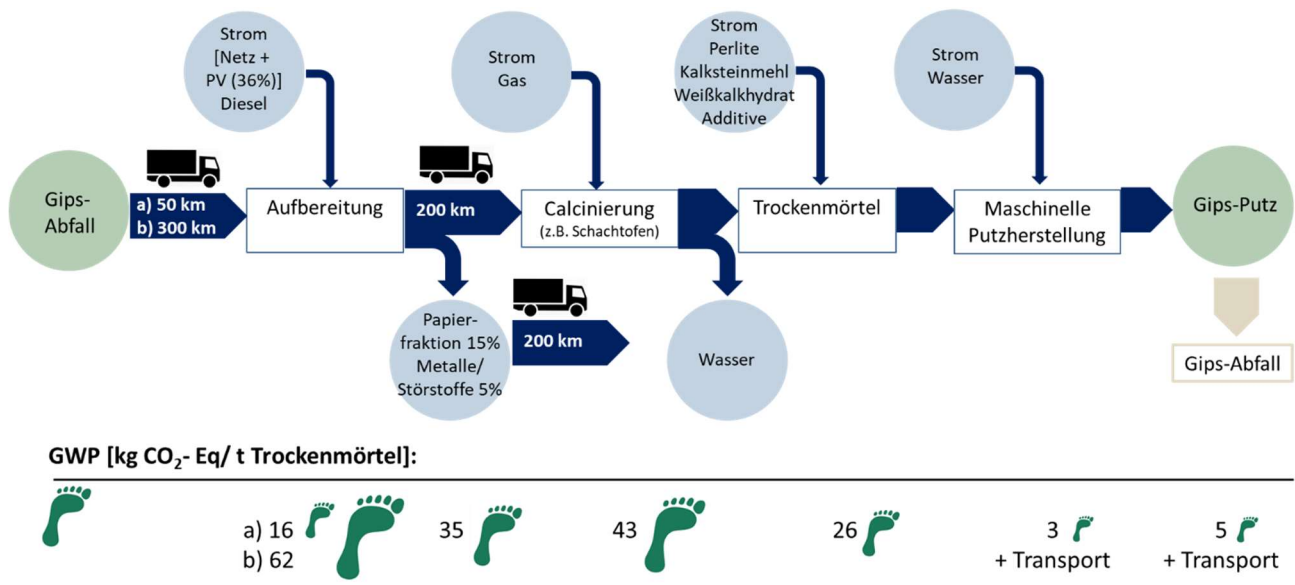 Strom
[Netz +
PV (36%)]
Diesel
Strom
Gas
Strom
Perlite
Kalksteinmehl
Weißkalkhydrat
Additive
Strom
Wasser
Gips-
Abfall
a) 50 km
b) 300 km
Aufbereitung
200 km
Calcinierung
(z.B. Schachtofen)
Trockenmörtel
Maschinelle
Putzherstellung
Gips-Putz
Papier-
fraktion 15%
Metalle/
Störstoffe 5%
200 km
Wasser
Gips-Abfall
GWP [kg CO₂- Eq/ t Trockenmörtel]:
a) 16
b) 62
35
43
26
3
+ Transport
5
+ Transport